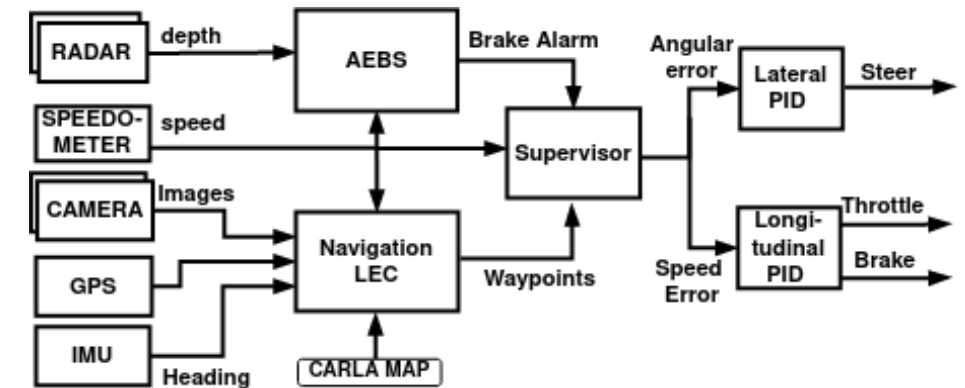 RADAR
depth
AEBS
Brake Alarm
Angular
error
Lateral
PID
Steer
SPEEDO-
METER
speed
Supervisor
CAMERA
Images
Navigation
LEC
Waypoints
Speed
Error
Longi-
tudinal
PID
Throttle
Brake
GPS
IMU
Heading
CARLA MAP